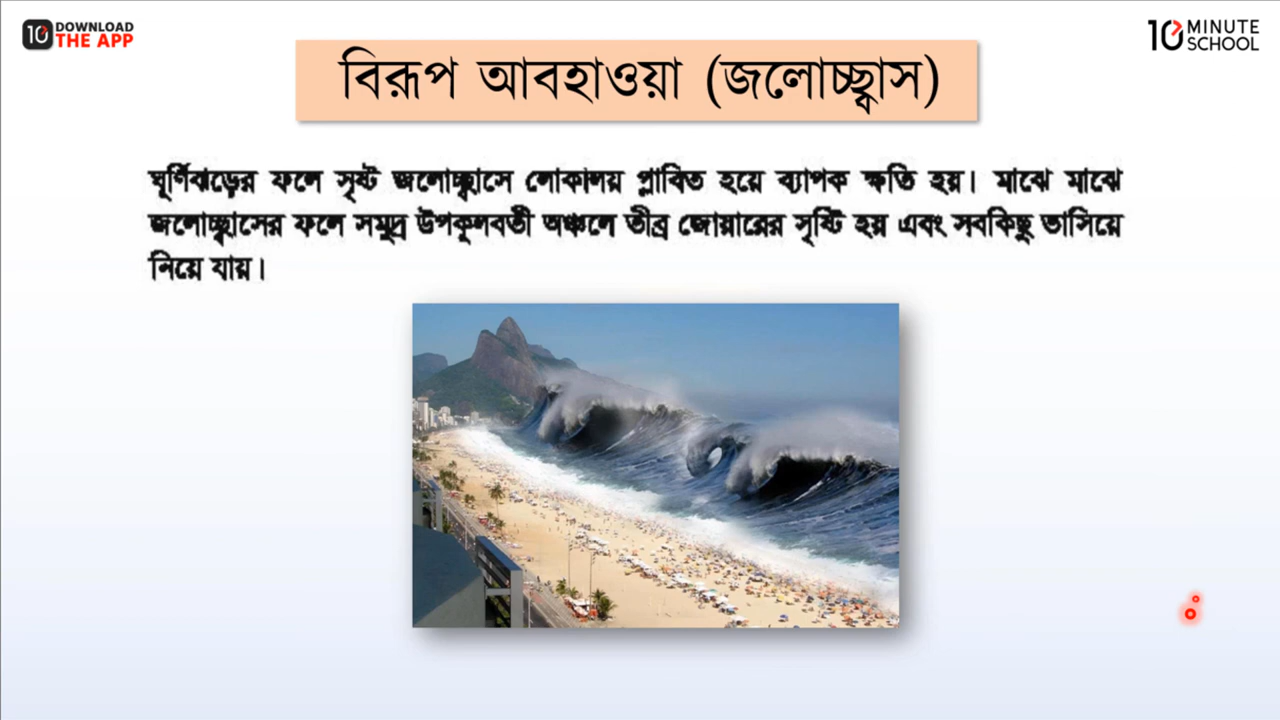 10 DOWNLOAD THE APP
10 MINUTE SCHOOL
বিরূপ আবহাওয়া (জলোচ্ছ্বাস)
ঘূর্ণিঝড়ের ফলে সৃষ্ট জলোচ্ছ্বাসে লোকালয় প্লাবিত হয়ে ব্যাপক ক্ষতি হয়। মাঝে মাঝে
জলোচ্ছ্বাসের ফলে সমুদ্র উপকূলবর্তী অঞ্চলে তীব্র জোয়ারের সৃষ্টি হয় এবং সবকিছু ভাসিয়ে
নিয়ে যায়।